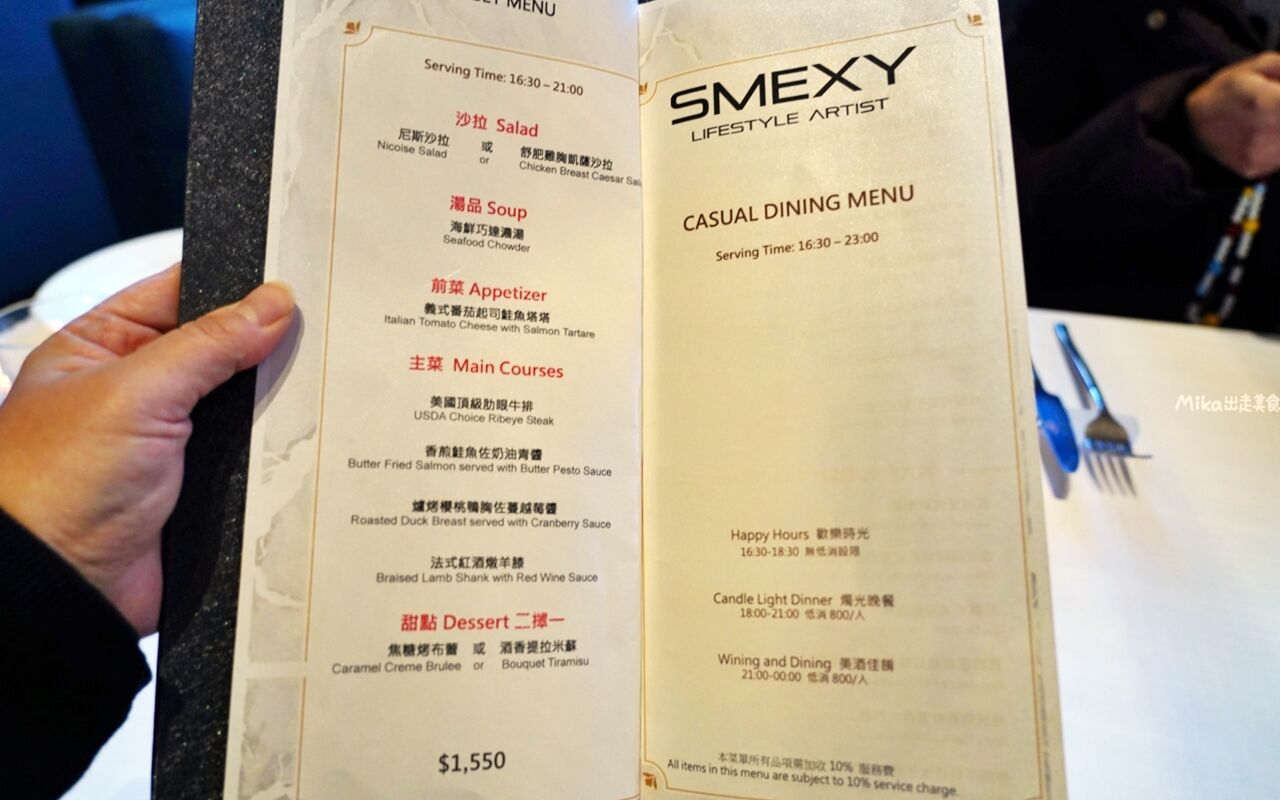 MENU
Serving Time: 16:30 – 21:00
沙拉 Salad
尼斯沙拉 或 舒肥雞胸凱薩沙拉
Nicoise Salad or Chicken Breast Caesar
湯品 Soup
海鮮巧達濃湯
Seafood Chowder
前菜 Appetizer
義式番茄起司鮭魚塔塔
Italian Tomato Cheese with Salmon Tartare
主菜 Main Courses
美國頂級肋眼牛排
USDA Choice Ribeye Steak
香煎鮭魚佐奶油青醬
Butter Fried Salmon served with Butter Pesto Sauce
爐烤櫻桃鴨胸佐蔓越莓醬
Roasted Duck Breast served with Cranberry Sauce
法式紅酒燉羊膝
Braised Lamb Shank with Red Wine Sauce
甜點 Dessert 二擇一
焦糖烤布蕾 或 酒香提拉米蘇
Caramel Creme Brulee or Bouquet Tiramisu
$1,550
SMEXY
LIFESTYLE ARTIST
CASUAL DINING MENU
Serving Time: 16:30 – 23:00
Happy Hours 歡樂時光
16:30-18:30 無低消設限
Candle Light Dinner 燭光晚餐
18:00-21:00 低消 800/人
Wining and Dining 美酒佳餚
21:00-00:00 低消 800/人
本菜單所有品項需加收 10% 服務費
All items in this menu are subject to 10% service charge.
Mika出走美食